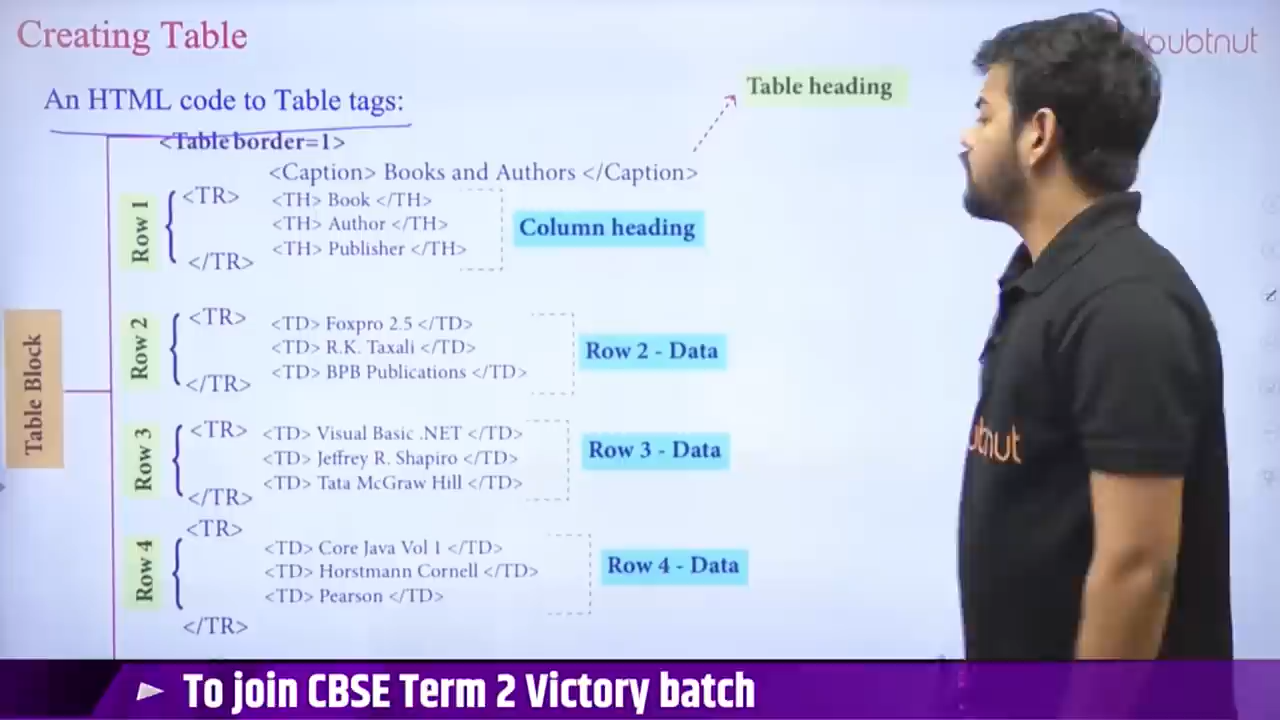 Creating Table
doubtnut
An HTML code to Table tags:
Table heading
<Table border=1>
<Caption> Books and Authors </Caption>
Row 1
<TR>
<TH> Book </TH>
<TH> Author </TH>
<TH> Publisher </TH>
</TR>
Column heading
Row 2
<TR>
<TD> Foxpro 2.5 </TD>
<TD> R.K. Taxali </TD>
<TD> BPB Publications </TD>
</TR>
Row 2 - Data
Table Block
Row 3
<TR>
<TD> Visual Basic .NET </TD>
<TD> Jeffrey R. Shapiro </TD>
<TD> Tata McGraw Hill </TD>
</TR>
Row 3 - Data
Row 4
<TR>
<TD> Core Java Vol 1 </TD>
<TD> Horstmann Cornell </TD>
<TD> Pearson </TD>
</TR>
Row 4 - Data
utnut
To join CBSE Term 2 Victory batch